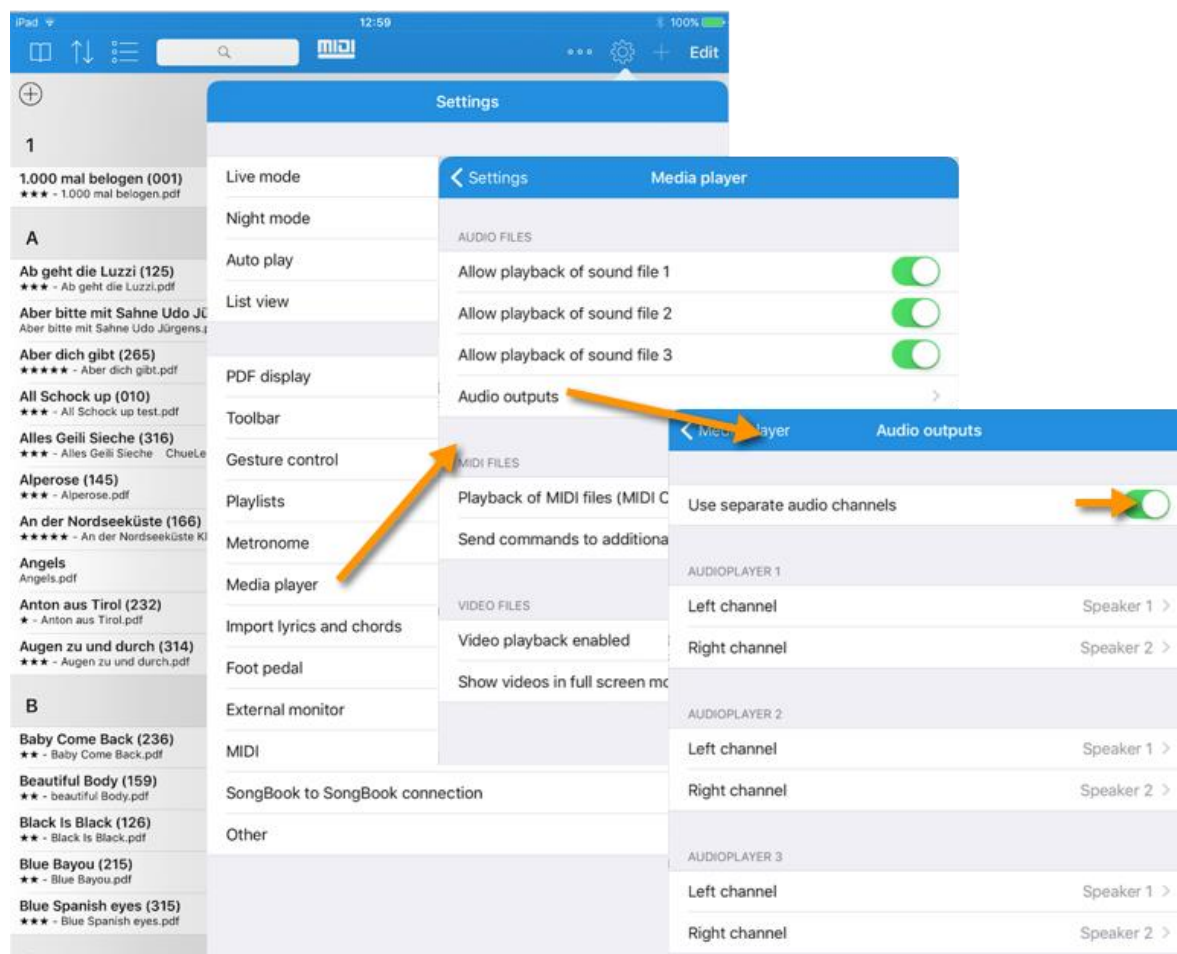 iPad 12:59 100%
MIDI Edit
1
1.000 mal belogen (001)
★★★ - 1.000 mal belogen.pdf
A
Ab geht die Luzzi (125)
★★★ - Ab geht die Luzzi.pdf
Aber bitte mit Sahne Udo Jü
Aber bitte mit Sahne Udo Jürgens.p
Aber dich gibt (265)
★★★★★ - Aber dich gibt.pdf
All Schock up (010)
★★★ - All Schock up test.pdf
Alles Geili Sieche (316)
★★★ - Alles Geili Sieche ChueLe
Alperose (145)
★★★ - Alperose.pdf
An der Nordseeküste (166)
★★★★★ - An der Nordseeküste Kl
Angels
Angels.pdf
Anton aus Tirol (232)
★ - Anton aus Tirol.pdf
Augen zu und durch (314)
★★★ - Augen zu und durch.pdf
B
Baby Come Back (236)
★★ - Baby Come Back.pdf
Beautiful Body (159)
★★ - beautiful Body.pdf
Black Is Black (126)
★★ - Black Is Black.pdf
Blue Bayou (215)
★★ - Blue Bayou.pdf
Blue Spanish eyes (315)
★★★ - Blue Spanish eyes.pdf
Settings
Live mode
Night mode
Auto play
List view
PDF display
Toolbar
Gesture control
Playlists
Metronome
Media player
Import lyrics and chords
Foot pedal
External monitor
MIDI
SongBook to SongBook connection
Other
Settings Media player
AUDIO FILES
Allow playback of sound file 1
Allow playback of sound file 2
Allow playback of sound file 3
Audio outputs
MIDI FILES
Playback of MIDI files (MIDI C
Send commands to additiona
VIDEO FILES
Video playback enabled
Show videos in full screen mo
Media player Audio outputs
Use separate audio channels
AUDIOPLAYER 1
Left channel Speaker 1
Right channel Speaker 2
AUDIOPLAYER 2
Left channel Speaker 1
Right channel Speaker 2
AUDIOPLAYER 3
Left channel Speaker 1
Right channel Speaker 2